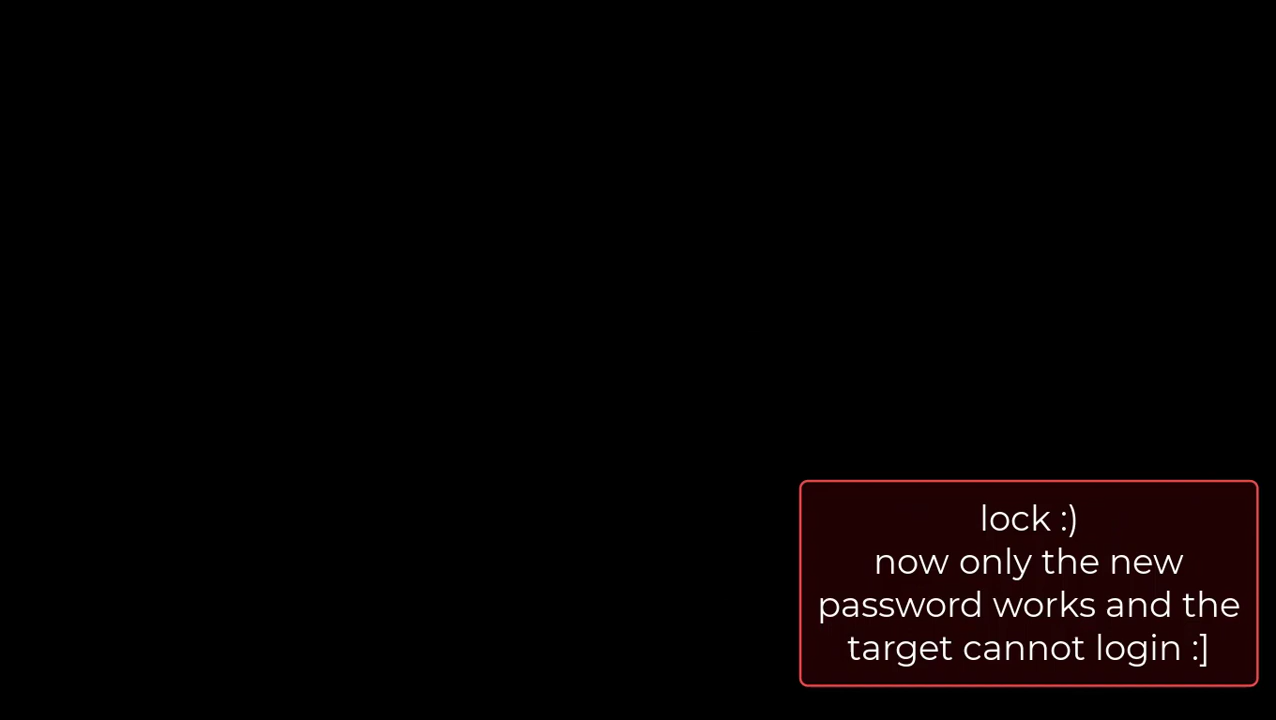 lock :)
now only the new
password works and the
target cannot login :]